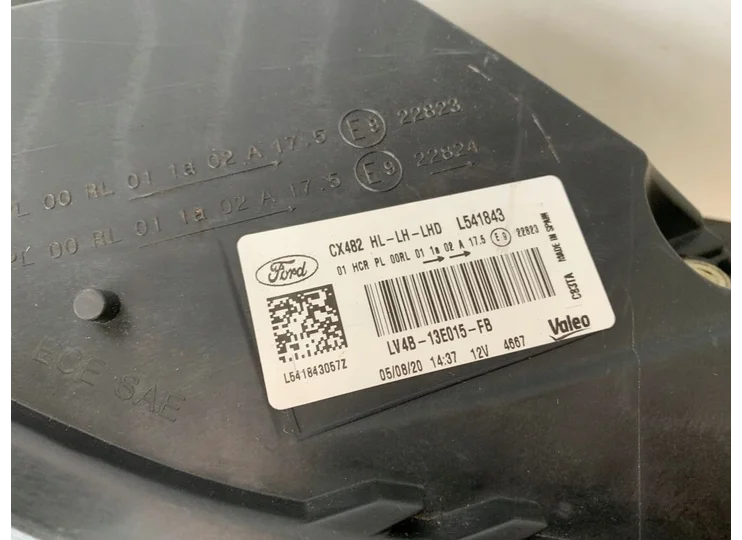 L 00 RL 01 1a 02 A 17.5 E9 22823
PL 00 RL 01 1a 02 A 17.5 E9 22824
ECE SAE
Ford
CX482 HL-LH-LHD L541843
01 HCR PL 00RL 01 1a 02 A 17.5 E9 22823
MADE IN SPAIN
C83TA
LV4B-13E015-FB
L541843057Z
05/08/20 14:37 12V 4667
Valeo